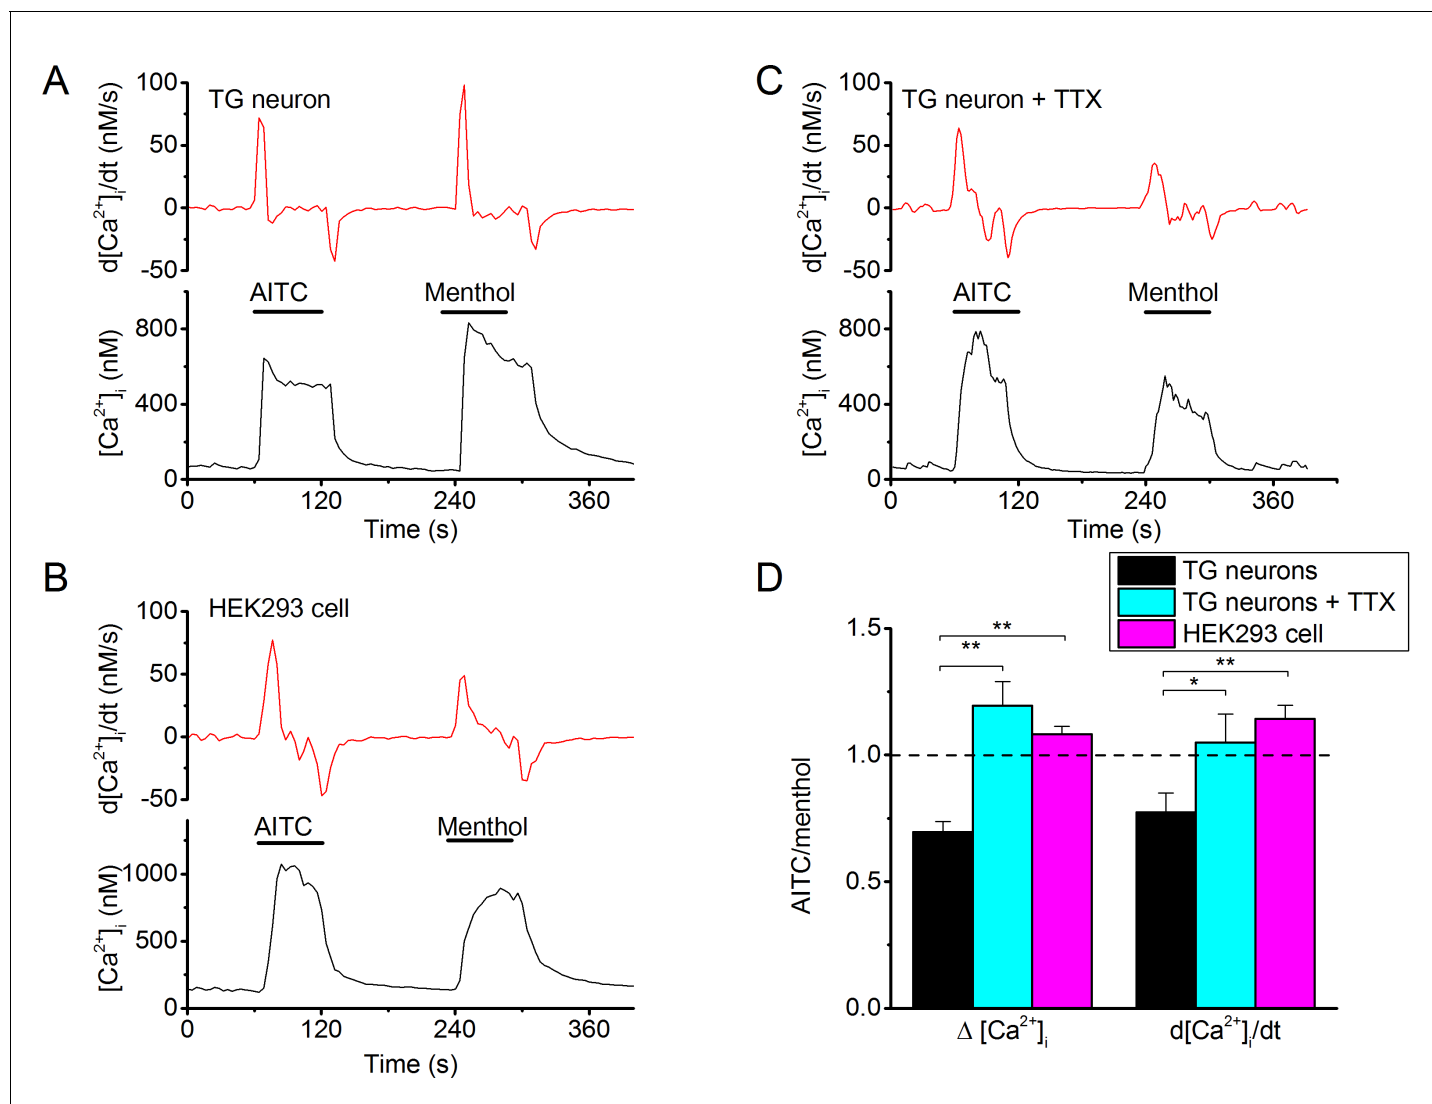 A
TG neuron
d[Ca²⁺]ᵢ/dt (nM/s)
100
50
0
-50
AITC
Menthol
[Ca²⁺]ᵢ (nM)
800
400
0
0
120
240
360
Time (s)
B
HEK293 cell
d[Ca²⁺]ᵢ/dt (nM/s)
100
50
0
-50
AITC
Menthol
[Ca²⁺]ᵢ (nM)
1000
500
0
0
120
240
360
Time (s)
C
TG neuron + TTX
d[Ca²⁺]ᵢ/dt (nM/s)
100
50
0
-50
AITC
Menthol
[Ca²⁺]ᵢ (nM)
800
400
0
0
120
240
360
Time (s)
D
TG neurons
TG neurons + TTX
HEK293 cell
AITC/menthol
1.5
1.0
0.5
0.0
**
**
**
*
Δ [Ca²⁺]ᵢ
d[Ca²⁺]ᵢ/dt